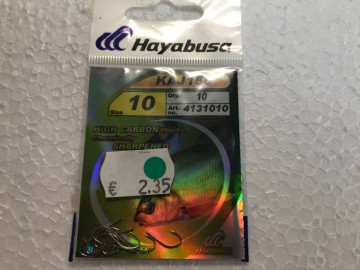 Hayabusa
Size 10
Qty. 10
Art. no. 4131010
HIGH CARBON
SHARPENED
€ 2.35